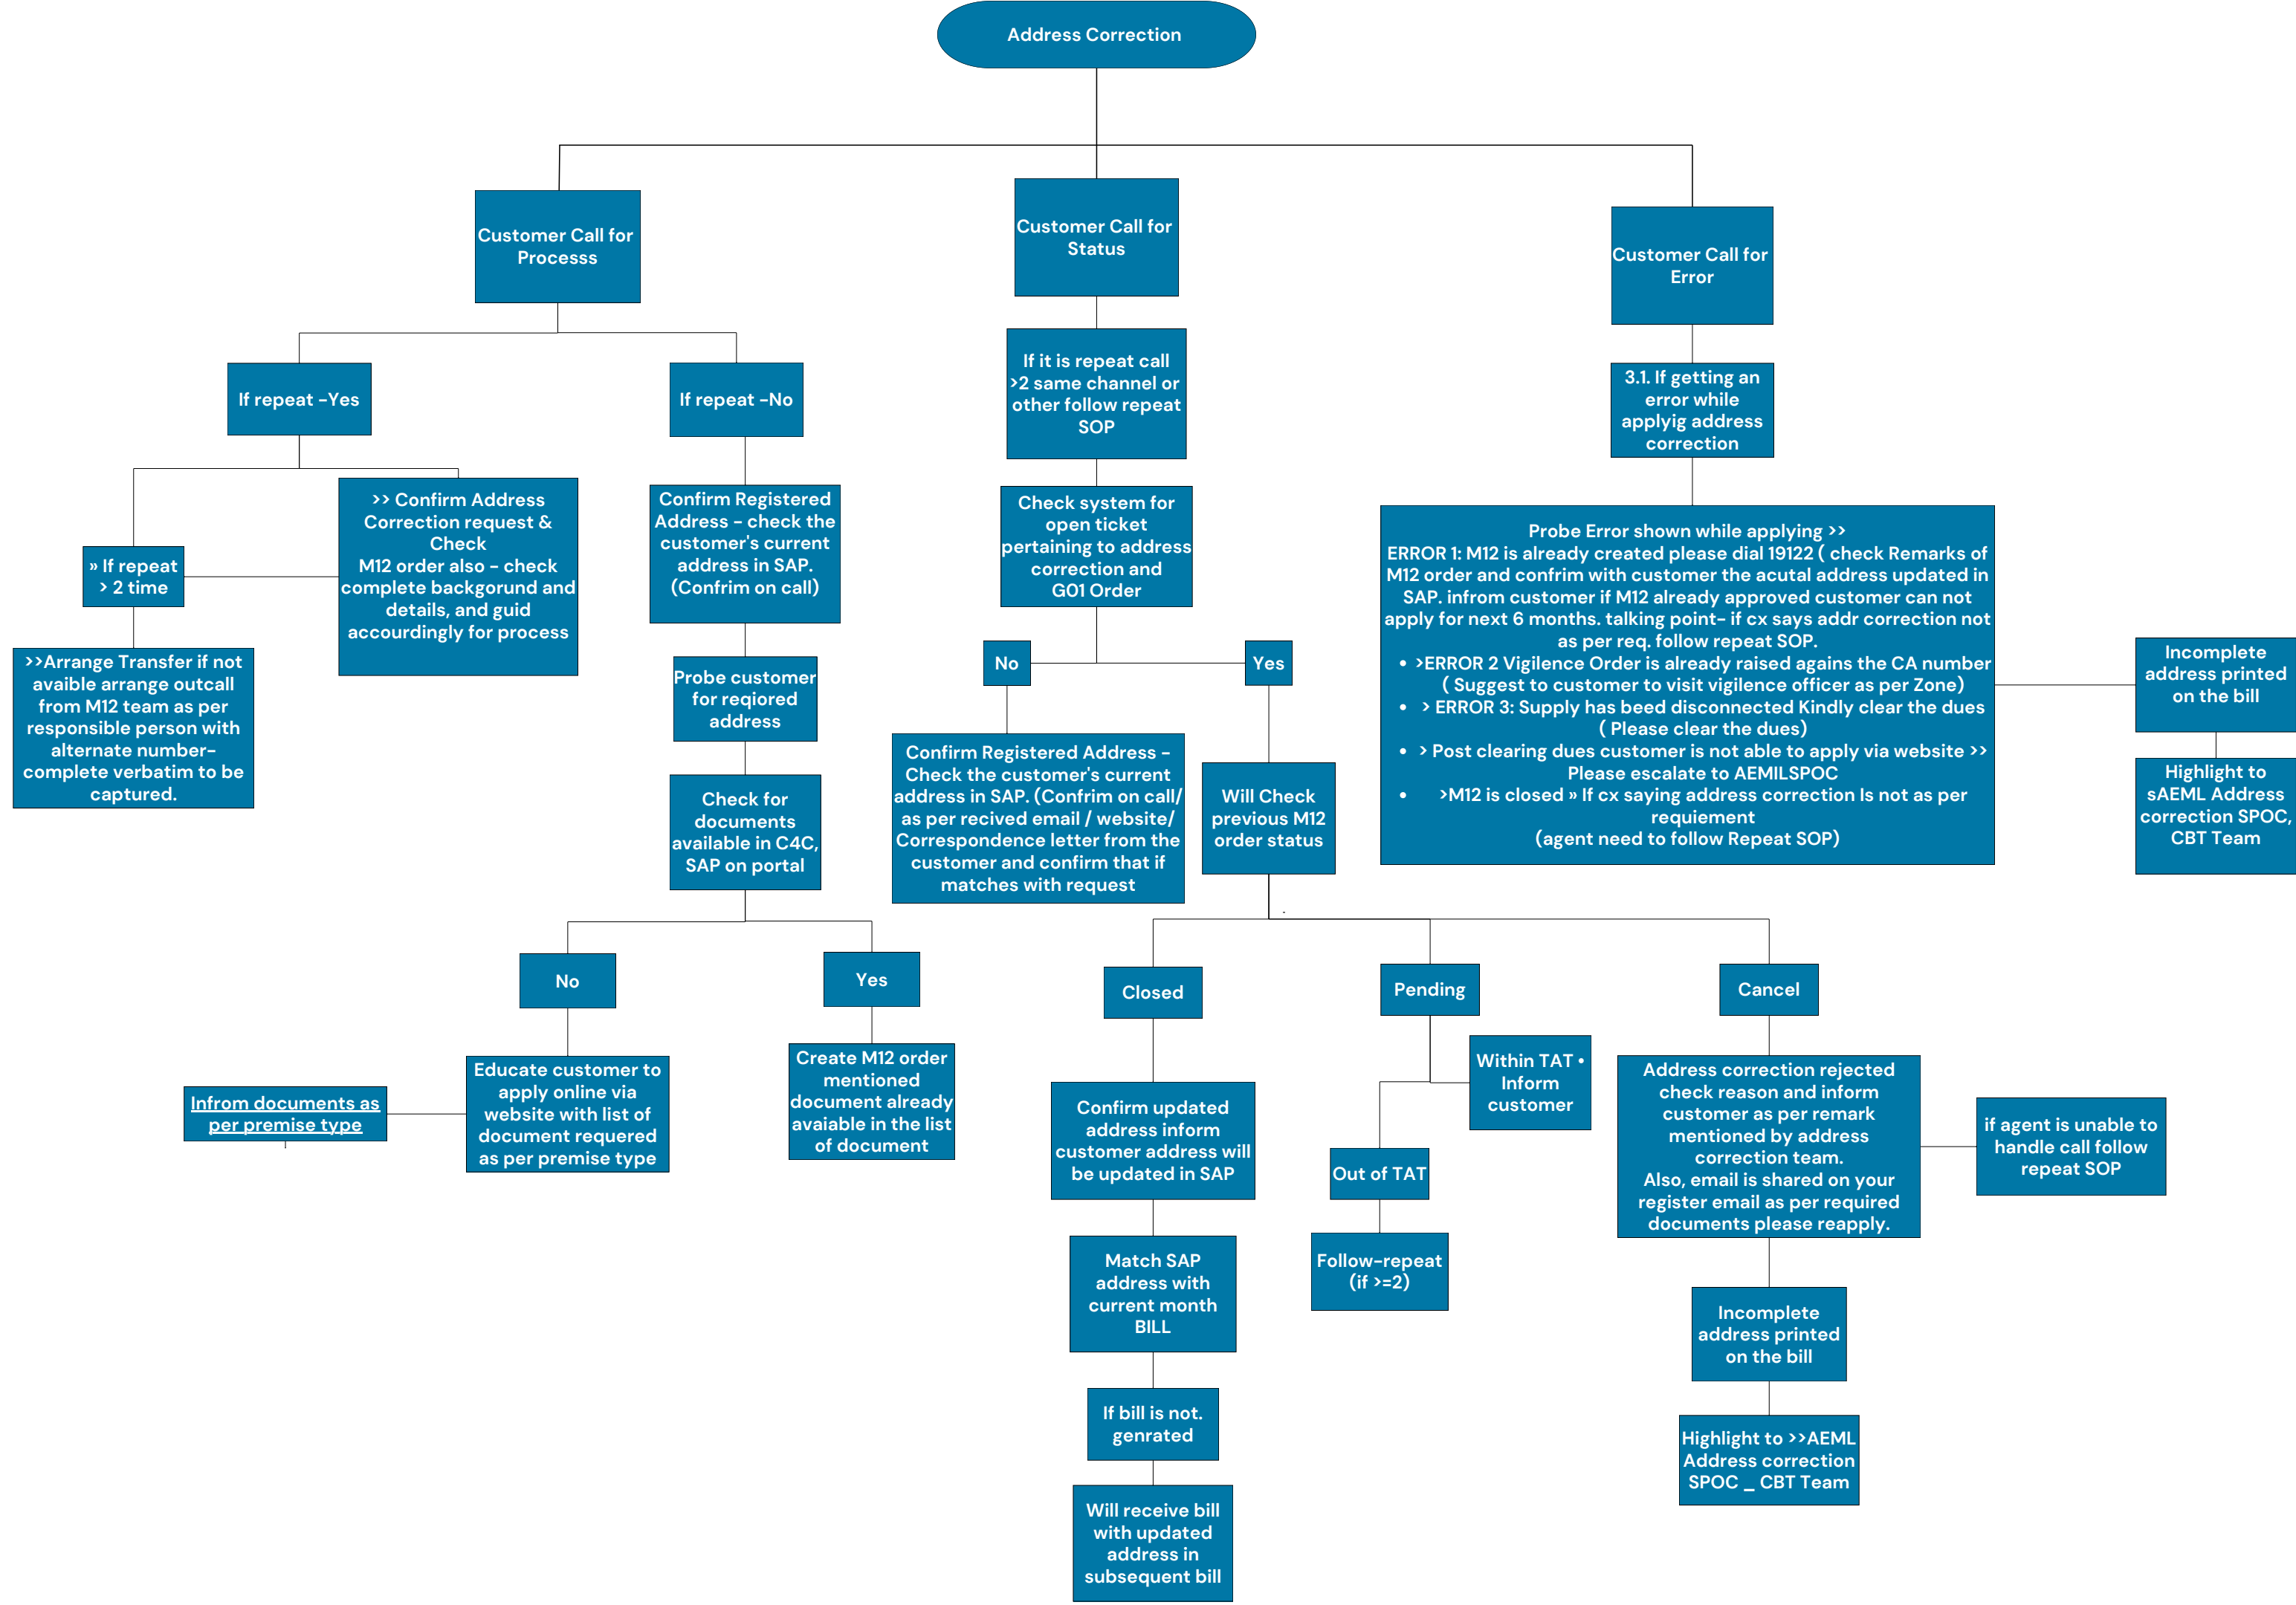 Address Correction
Customer Call for
Processs
Customer Call for
Status
Customer Call for
Error
If repeat -Yes
If repeat -No
If it is repeat call
>2 same channel or
other follow repeat
SOP
3.1. If getting an
error while
applyig address
correction
» If repeat
> 2 time
>> Confirm Address
Correction request &
Check
M12 order also - check
complete backgorund and
details, and guid
accourdingly for process
>>Arrange Transfer if not
avaible arrange outcall
from M12 team as per
responsible person with
alternate number-
complete verbatim to be
captured.
Confirm Registered
Address - check the
customer's current
address in SAP.
(Confrim on call)
Probe customer
for reqiored
address
Check for
documents
available in C4C,
SAP on portal
No
Yes
Educate customer to
apply online via
website with list of
document requered
as per premise type
Infrom documents as
per premise type
Create M12 order
mentioned
document already
avaiable in the list
of document
Check system for
open ticket
pertaining to address
correction and
G01 Order
No
Yes
Confirm Registered Address -
Check the customer's current
address in SAP. (Confrim on call/
as per recived email / website/
Correspondence letter from the
customer and confirm that if
matches with request
Will Check
previous M12
order status
Closed
Pending
Cancel
Confirm updated
address inform
customer address will
be updated in SAP
Match SAP
address with
current month
BILL
If bill is not.
genrated
Will receive bill
with updated
address in
subsequent bill
Within TAT •
Inform
customer
Out of TAT
Follow-repeat
(if >=2)
Address correction rejected
check reason and inform
customer as per remark
mentioned by address
correction team.
Also, email is shared on your
register email as per required
documents please reapply.
if agent is unable to
handle call follow
repeat SOP
Incomplete
address printed
on the bill
Highlight to >>AEML
Address correction
SPOC _ CBT Team
Probe Error shown while applying >>
ERROR 1: M12 is already created please dial 19122 ( check Remarks of
M12 order and confrim with customer the acutal address updated in
SAP. infrom customer if M12 already approved customer can not
apply for next 6 months. talking point- if cx says addr correction not
as per req. follow repeat SOP.
• >ERROR 2 Vigilence Order is already raised agains the CA number
( Suggest to customer to visit vigilence officer as per Zone)
• > ERROR 3: Supply has beed disconnected Kindly clear the dues
( Please clear the dues)
• > Post clearing dues customer is not able to apply via website >>
Please escalate to AEMILSPOC
• >M12 is closed » If cx saying address correction Is not as per
requiement
(agent need to follow Repeat SOP)
Incomplete
address printed
on the bill
Highlight to
sAEML Address
correction SPOC,
CBT Team